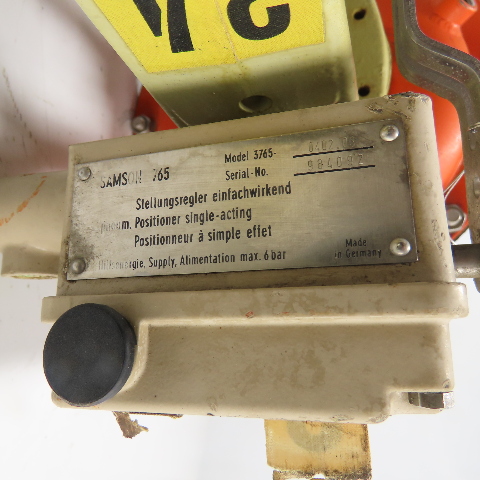 SAMSON 765
Model 3765-
Serial-No.
Stellungsregler einfachwirkend
Positioner single-acting
Positionneur à simple effet
Supply, Alimentation max. 6 bar
Made
in Germany